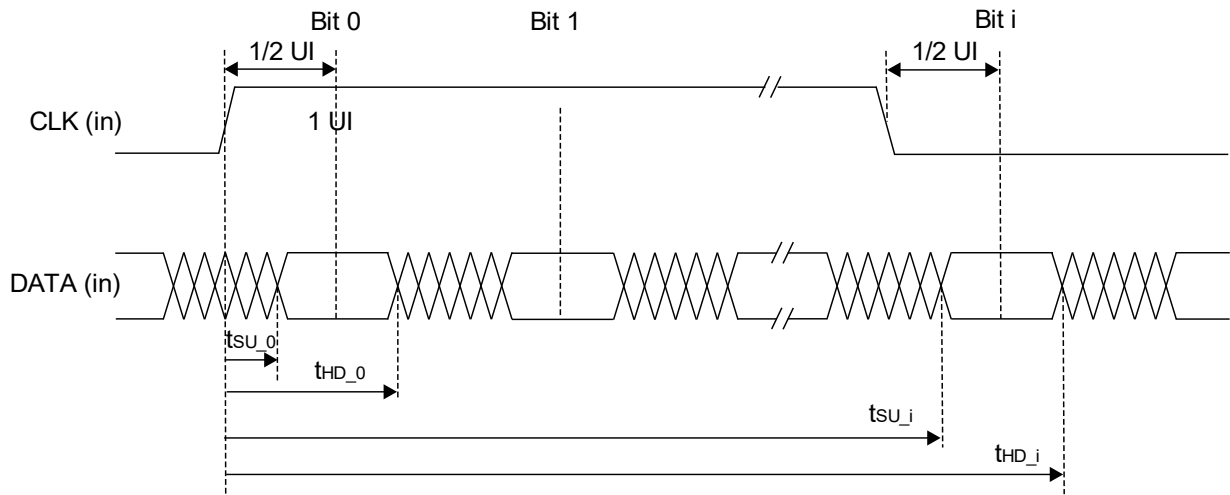 Bit 0
Bit 1
Bit i
1/2 UI
1/2 UI
CLK (in)
1 UI
DATA (in)
tSU_0
tHD_0
tSU_i
tHD_i